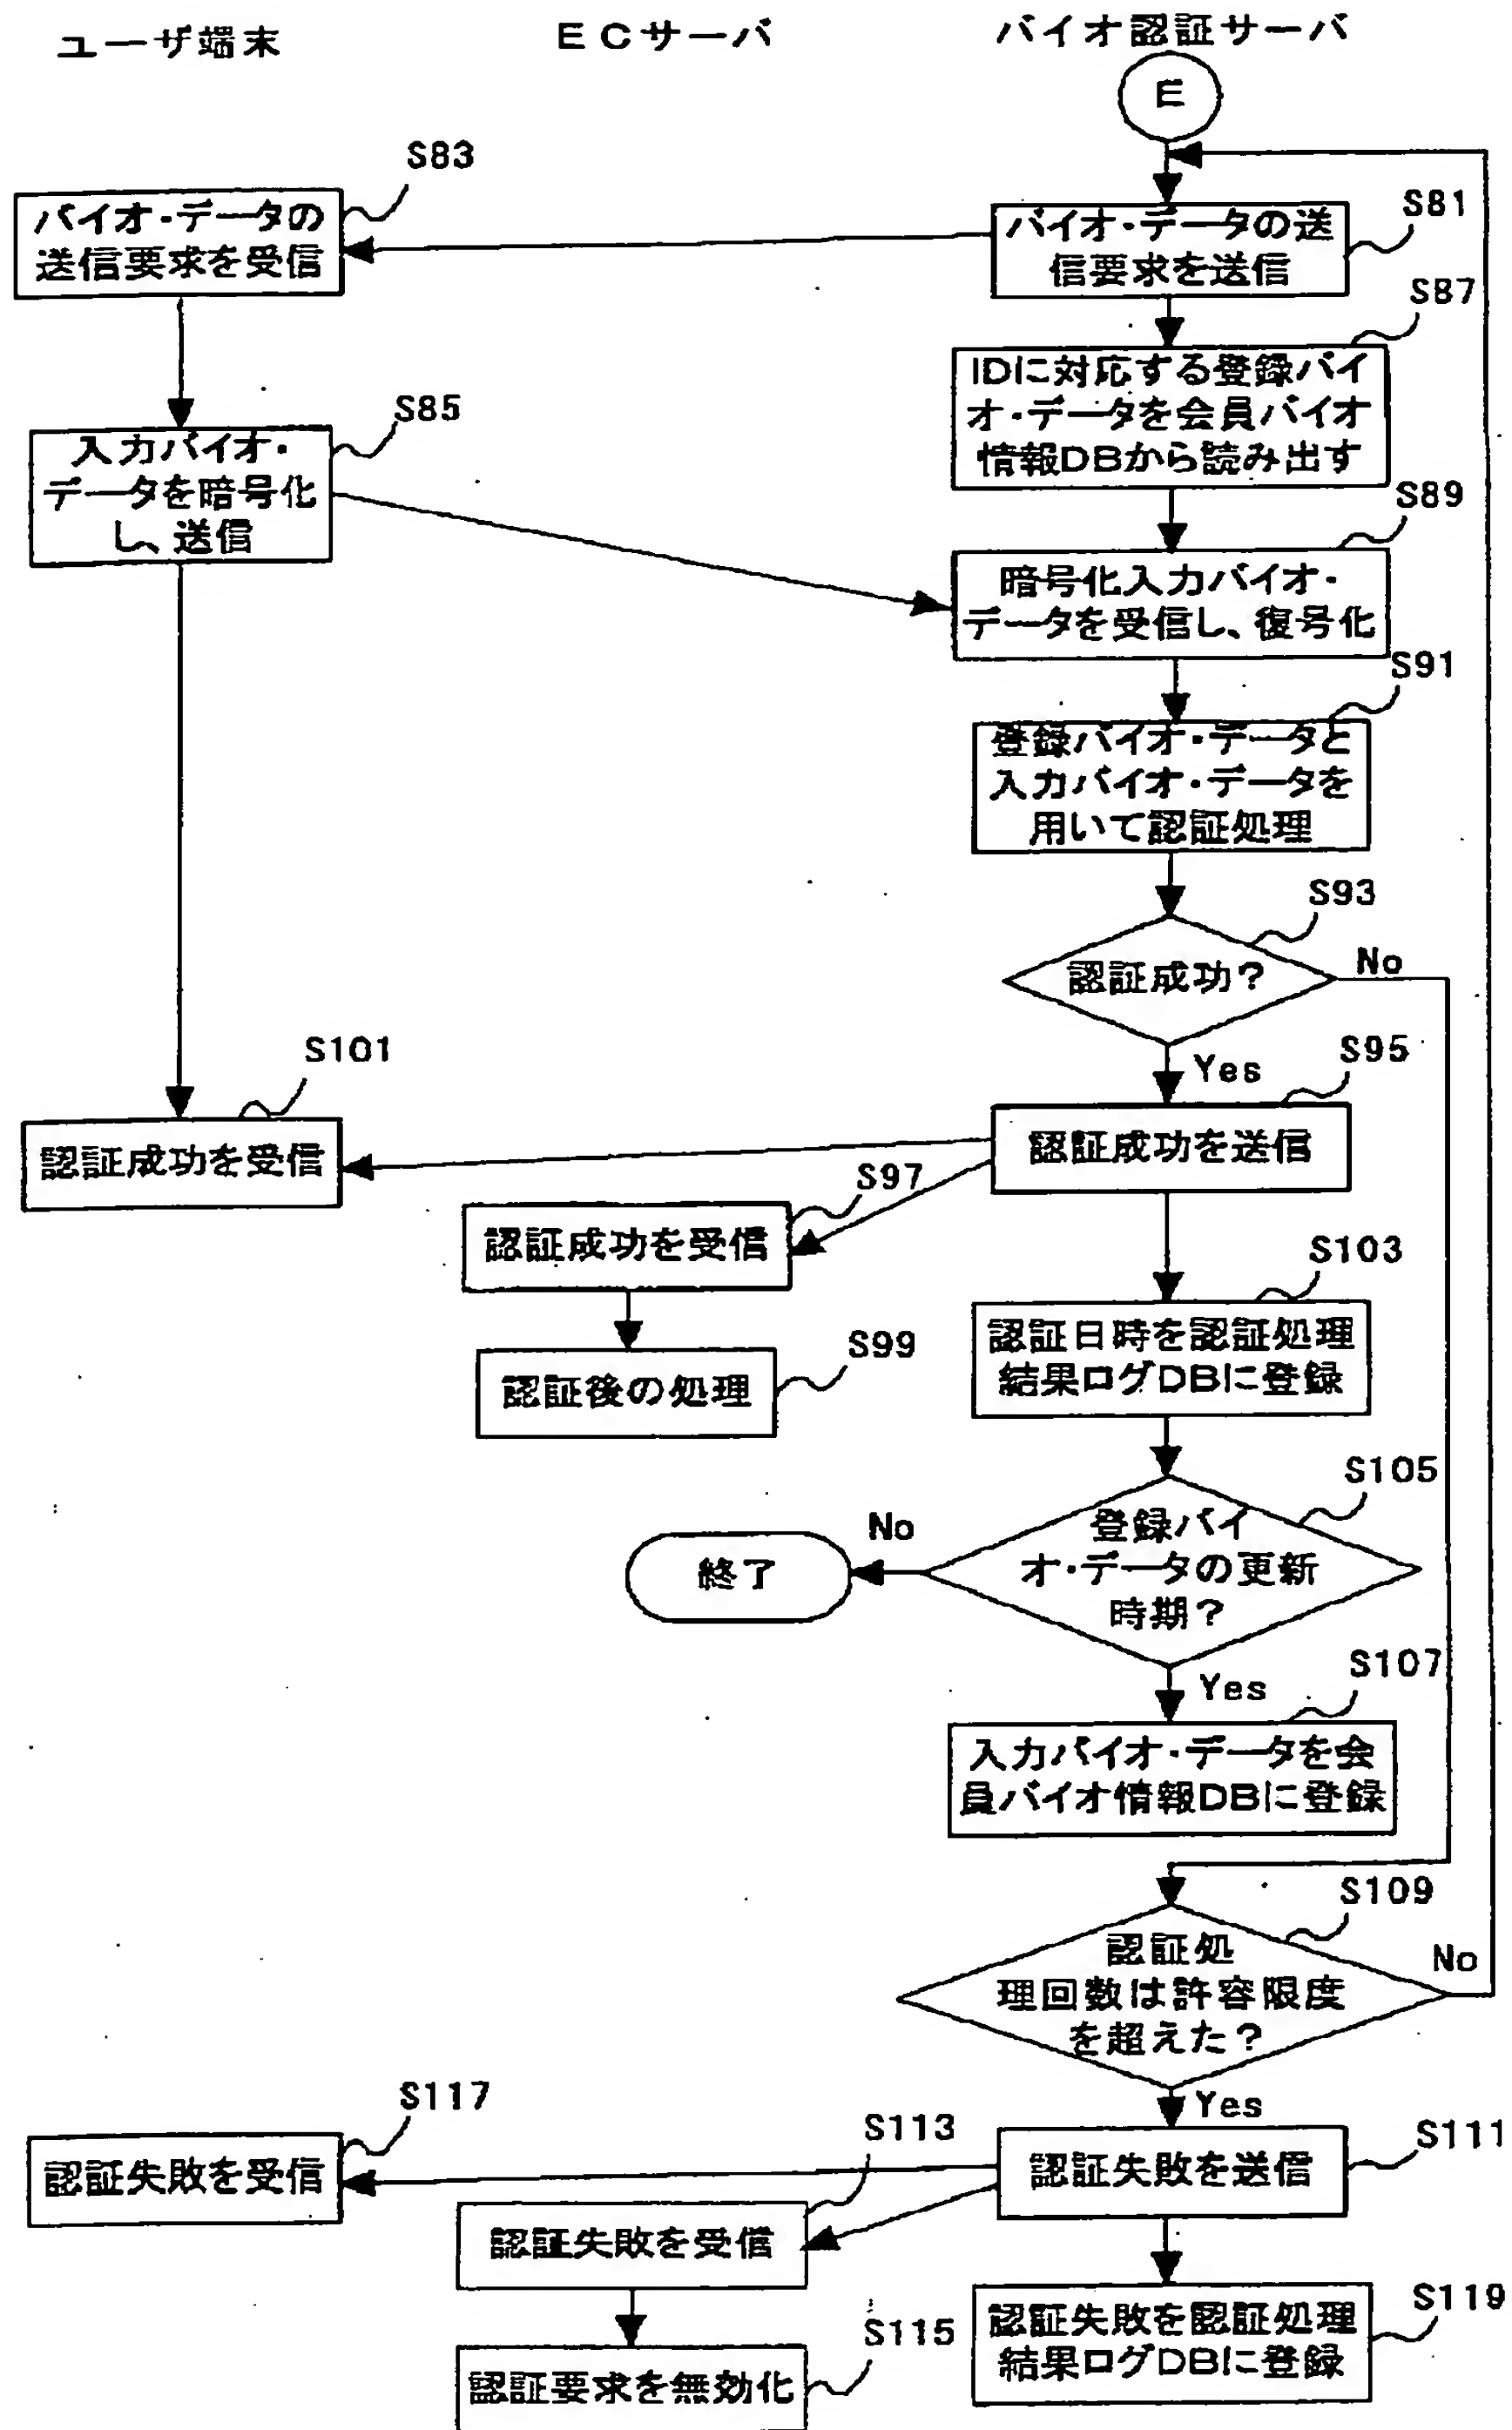 ユーザ端末
ECサーバ
バイオ認証サーバ
E
S83
バイオ・データの
送信要求を受信
S81
バイオ・データの送
信要求を送信
S87
IDに対応する登録バイ
オ・データを会員バイオ
情報DBから読み出す
S85
入力バイオ・
データを暗号化
し、送信
S89
暗号化入力バイオ・
データを受信し、復号化
S91
登録バイオ・データと
入力バイオ・データを
用いて認証処理
S93
認証成功？
No
Yes
S95
認証成功を送信
S101
認証成功を受信
S97
認証成功を受信
S99
認証後の処理
S103
認証日時を認証処理
結果ログDBに登録
S105
登録バイ
オ・データの更新
時期？
No
終了
Yes
S107
入力バイオ・データを会
員バイオ情報DBに登録
S109
認証処
理回数は許容限度
を超えた？
No
Yes
S111
認証失敗を送信
S117
認証失敗を受信
S113
認証失敗を受信
S115
認証要求を無効化
S119
認証失敗を認証処理
結果ログDBに登録